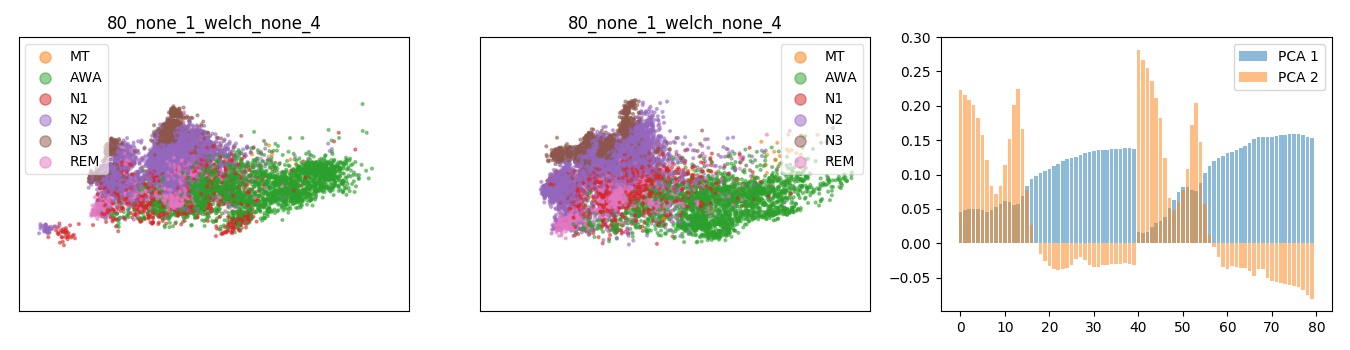 80_none_1_welch_none_4
MT
AWA
N1
N2
N3
REM
80_none_1_welch_none_4
MT
AWA
N1
N2
N3
REM
PCA 1
PCA 2
0.30
0.25
0.20
0.15
0.10
0.05
0.00
−0.05
0 10 20 30 40 50 60 70 80